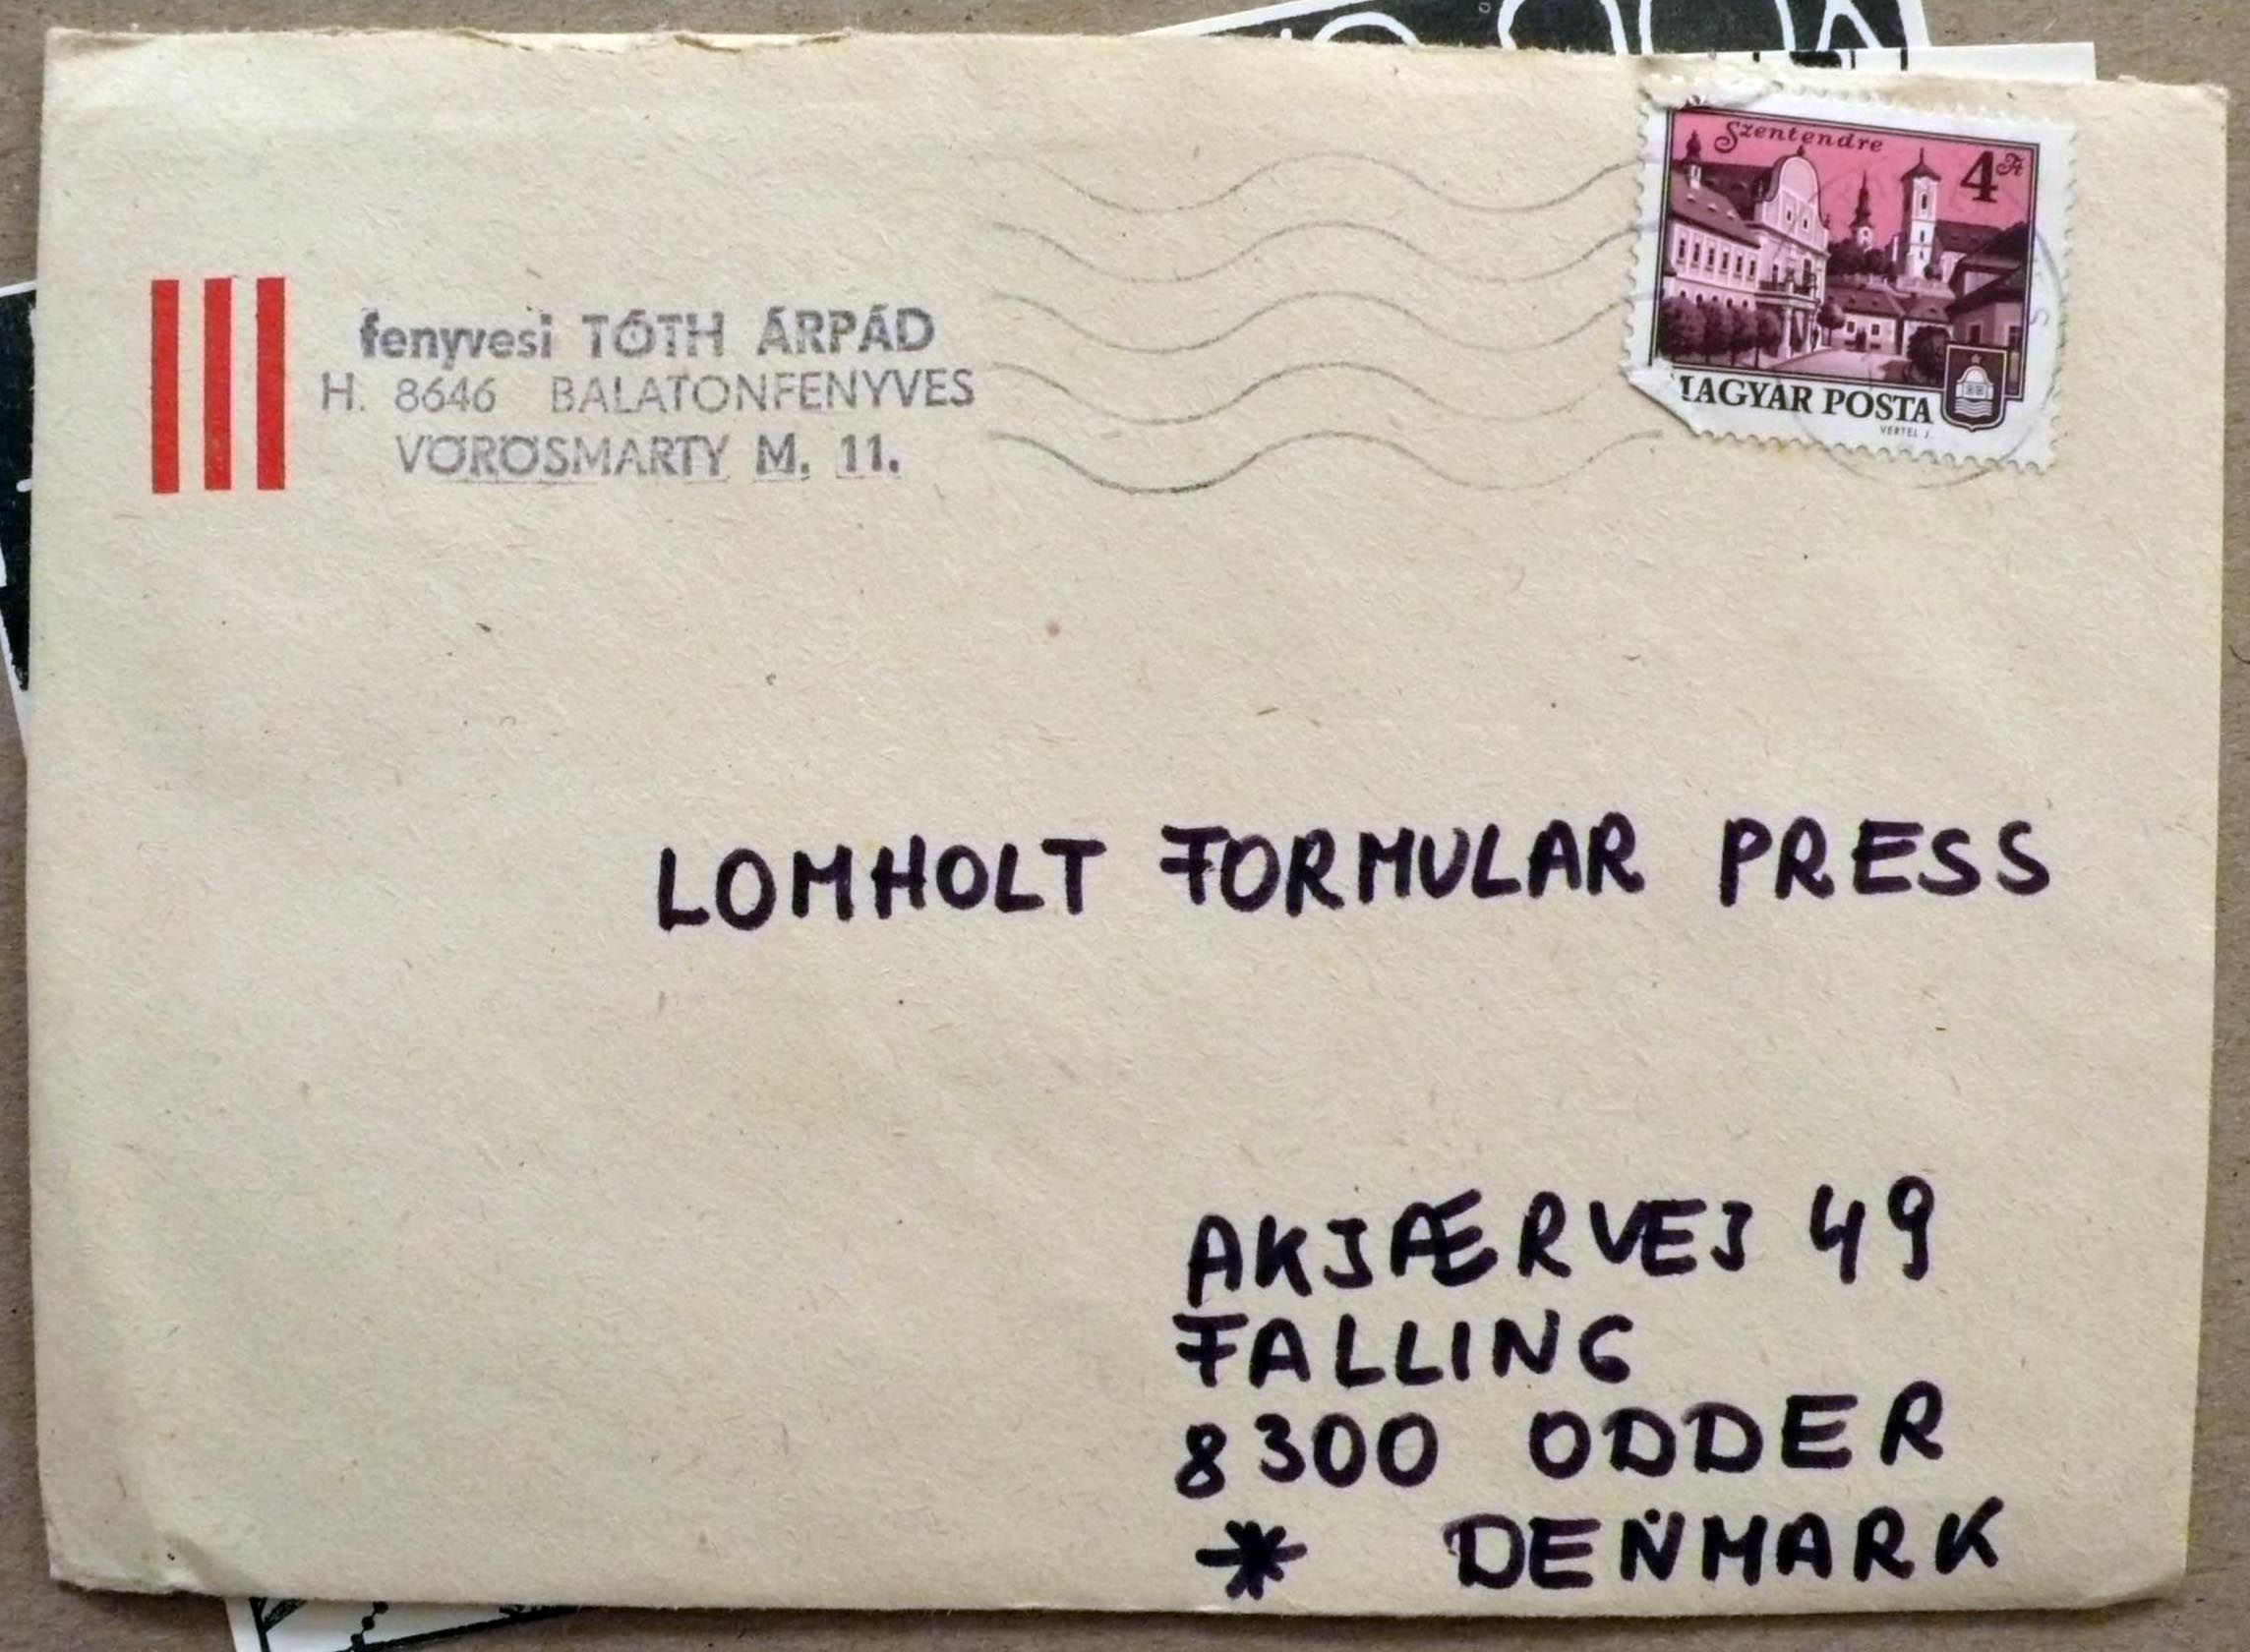 Szentendre
4 Ft
MAGYAR POSTA
VERTEL J.
fenyvesi TÓTH ÁRPÁD
H. 8646 BALATONFENYVES
VÖRÖSMARTY M. 11.
LOMHOLT FORMULAR PRESS
AKJÆRVEJ 49
FALLING
8300 ODDER
* DENMARK